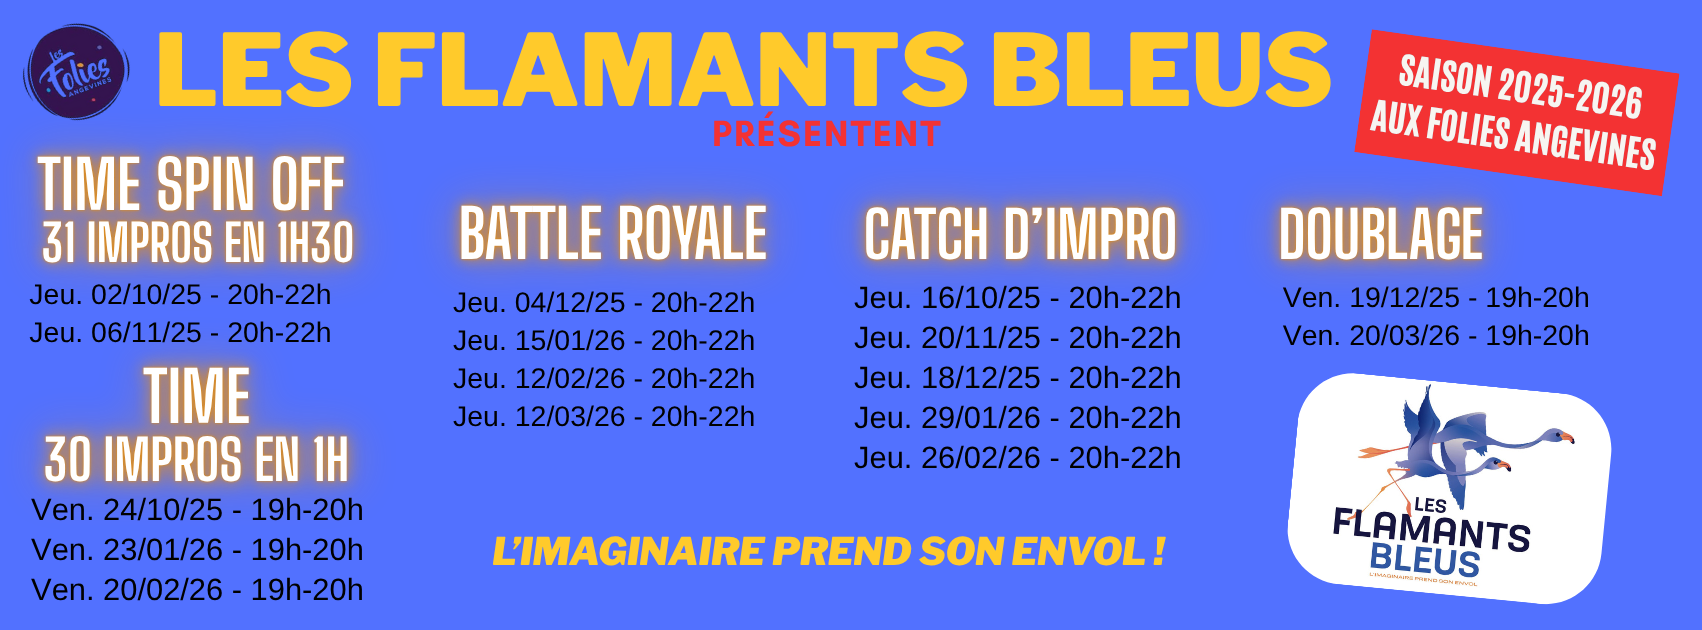 les
Folies
ANGEVINES
LES FLAMANTS BLEUS
PRÉSENTENT
SAISON 2025-2026
AUX FOLIES ANGEVINES
TIME SPIN OFF
31 IMPROS EN 1H30
Jeu. 02/10/25 - 20h-22h
Jeu. 06/11/25 - 20h-22h
TIME
30 IMPROS EN 1H
Ven. 24/10/25 - 19h-20h
Ven. 23/01/26 - 19h-20h
Ven. 20/02/26 - 19h-20h
BATTLE ROYALE
Jeu. 04/12/25 - 20h-22h
Jeu. 15/01/26 - 20h-22h
Jeu. 12/02/26 - 20h-22h
Jeu. 12/03/26 - 20h-22h
CATCH D'IMPRO
Jeu. 16/10/25 - 20h-22h
Jeu. 20/11/25 - 20h-22h
Jeu. 18/12/25 - 20h-22h
Jeu. 29/01/26 - 20h-22h
Jeu. 26/02/26 - 20h-22h
DOUBLAGE
Ven. 19/12/25 - 19h-20h
Ven. 20/03/26 - 19h-20h
L'IMAGINAIRE PREND SON ENVOL !
LES
FLAMANTS
BLEUS
L'IMAGINAIRE PREND SON ENVOL